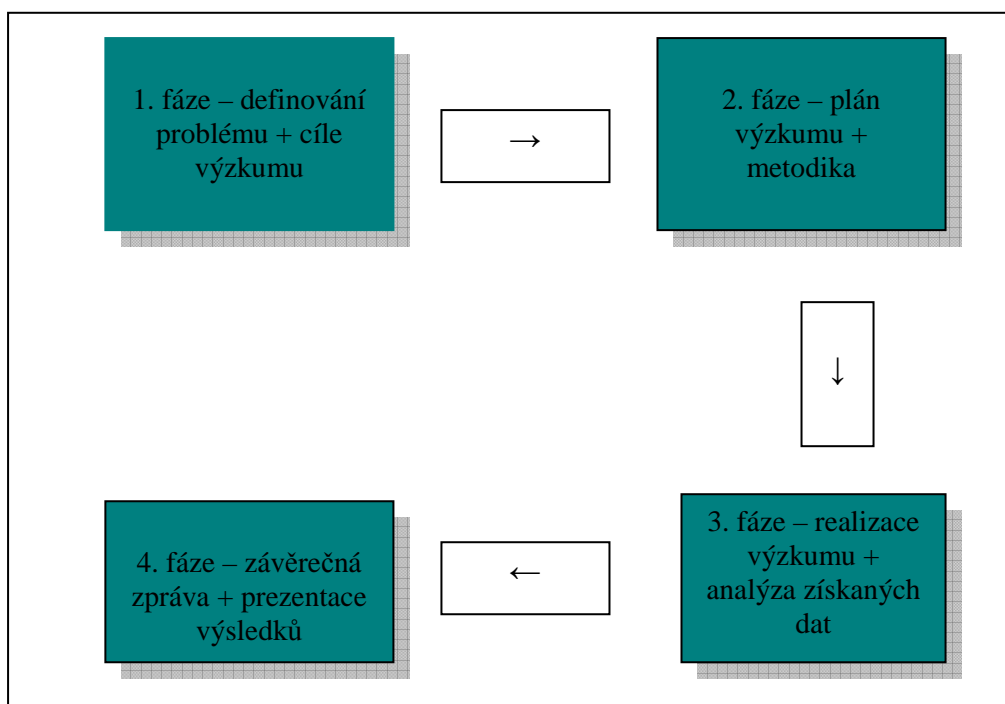 1. fáze – definování
problému + cíle
výzkumu
→
2. fáze – plán
výzkumu +
metodika
↓
3. fáze – realizace
výzkumu +
analýza získaných
dat
←
4. fáze – závěrečná
zpráva + prezentace
výsledků